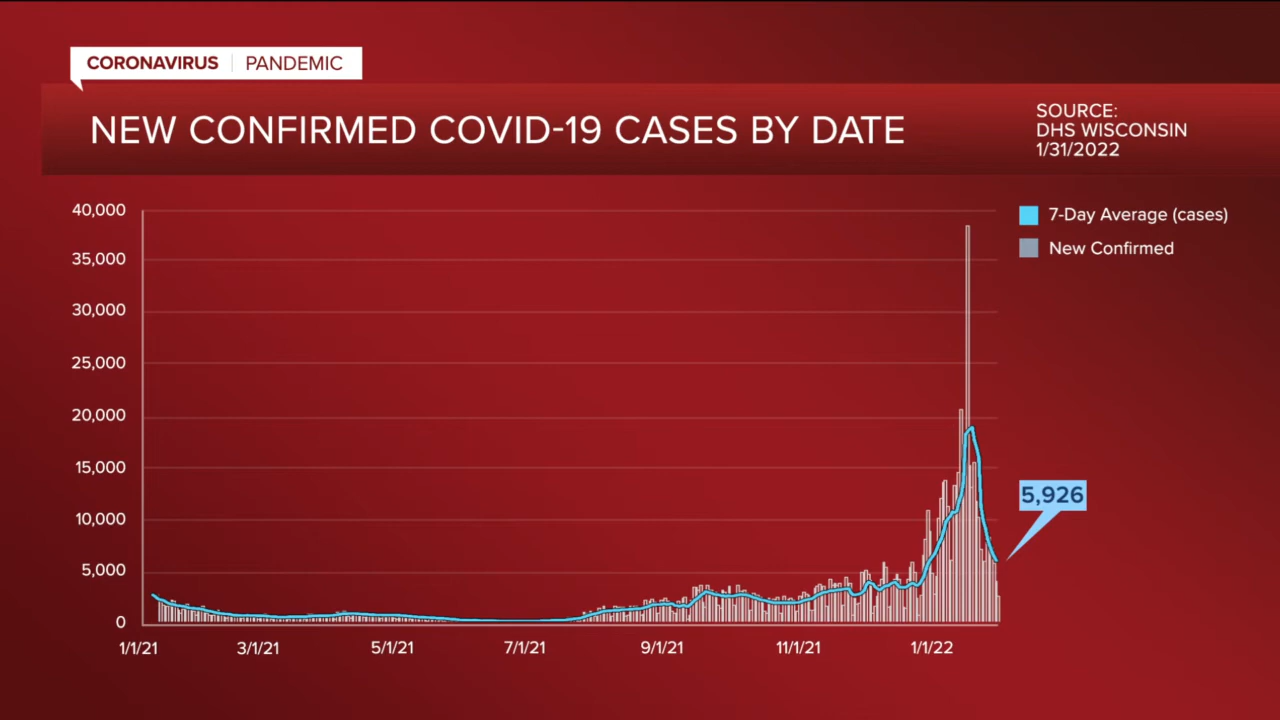 CORONAVIRUS PANDEMIC
NEW CONFIRMED COVID-19 CASES BY DATE
SOURCE:
DHS WISCONSIN
1/31/2022
40,000
35,000
30,000
25,000
20,000
15,000
10,000
5,000
0
1/1/21 3/1/21 5/1/21 7/1/21 9/1/21 11/1/21 1/1/22
7-Day Average (cases)
New Confirmed
5,926